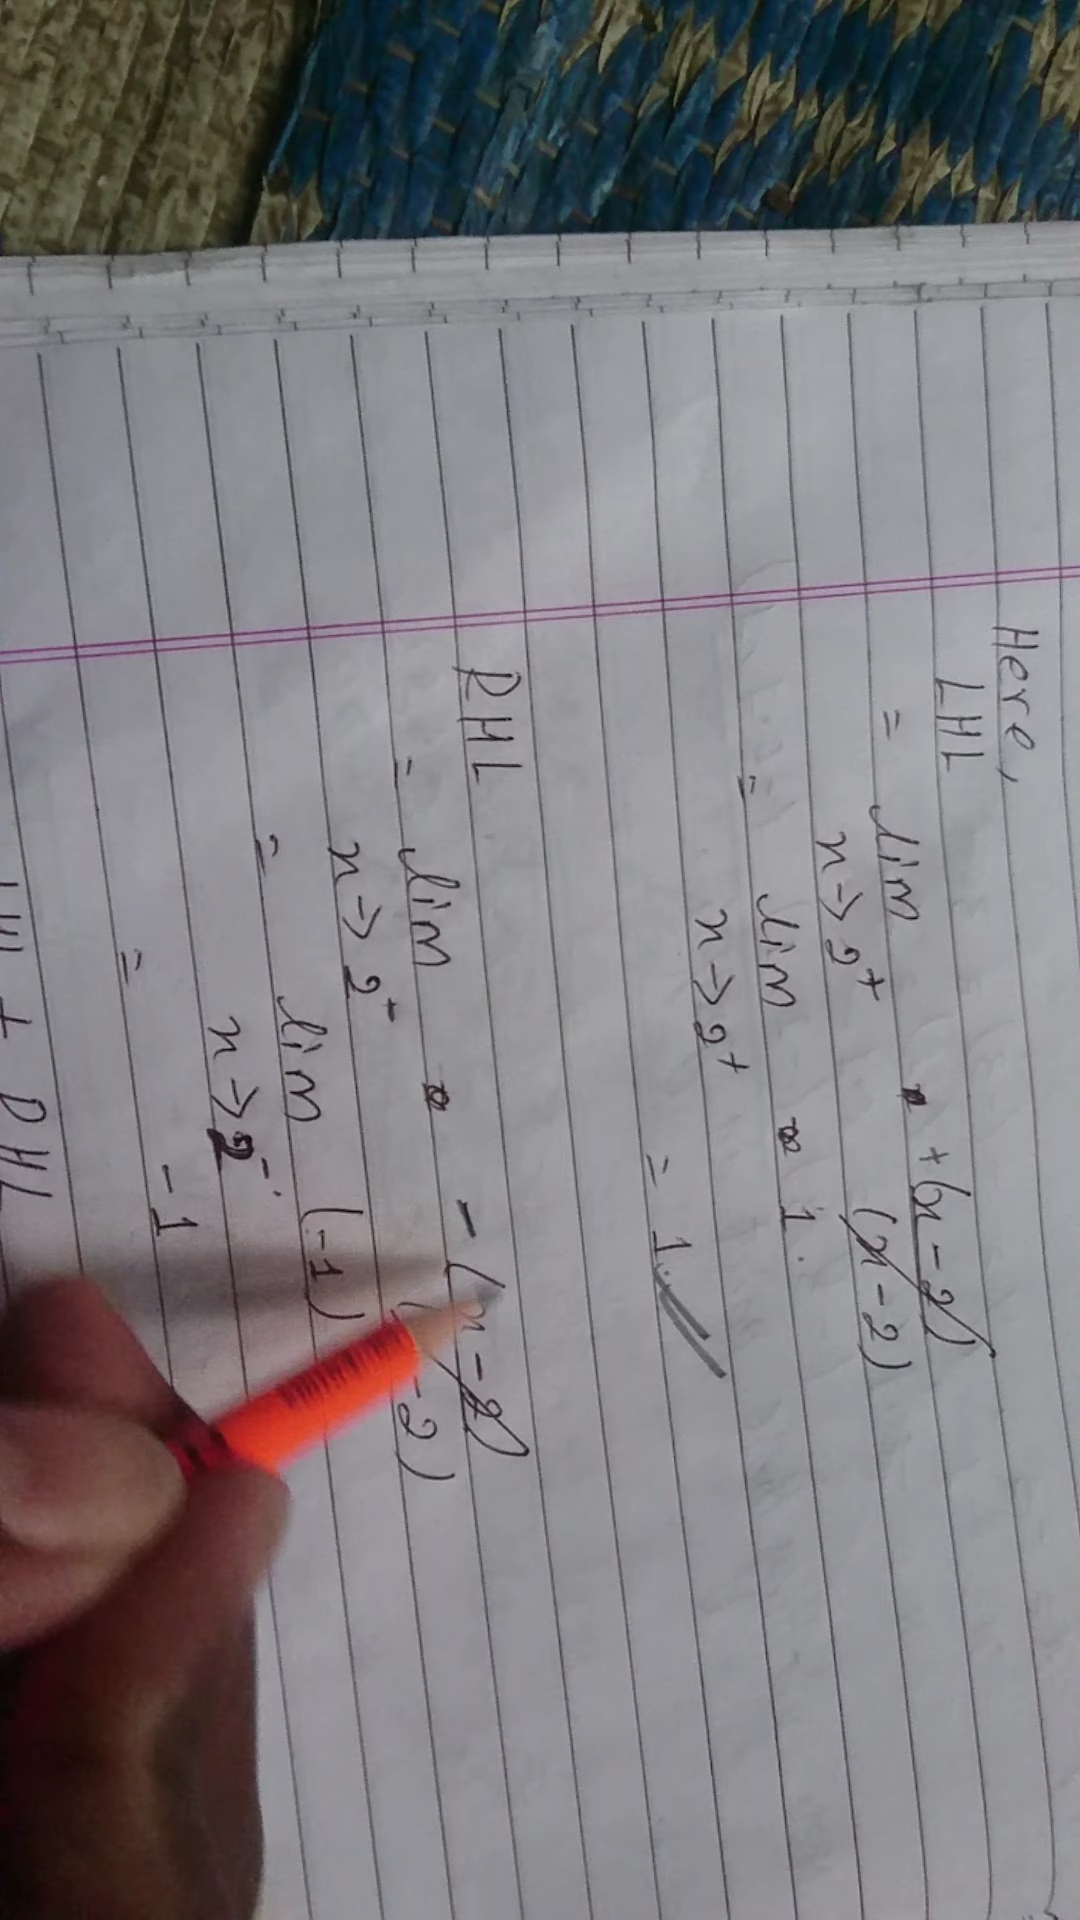 Here,
LHL
= lim +(x-2)
x→2⁺ (x-2)
= lim 1.
x→2⁺
= 1.
RHL
= lim -(x-2)
x→2⁺ -2)
= lim (-1)
x→2⁻
= -1